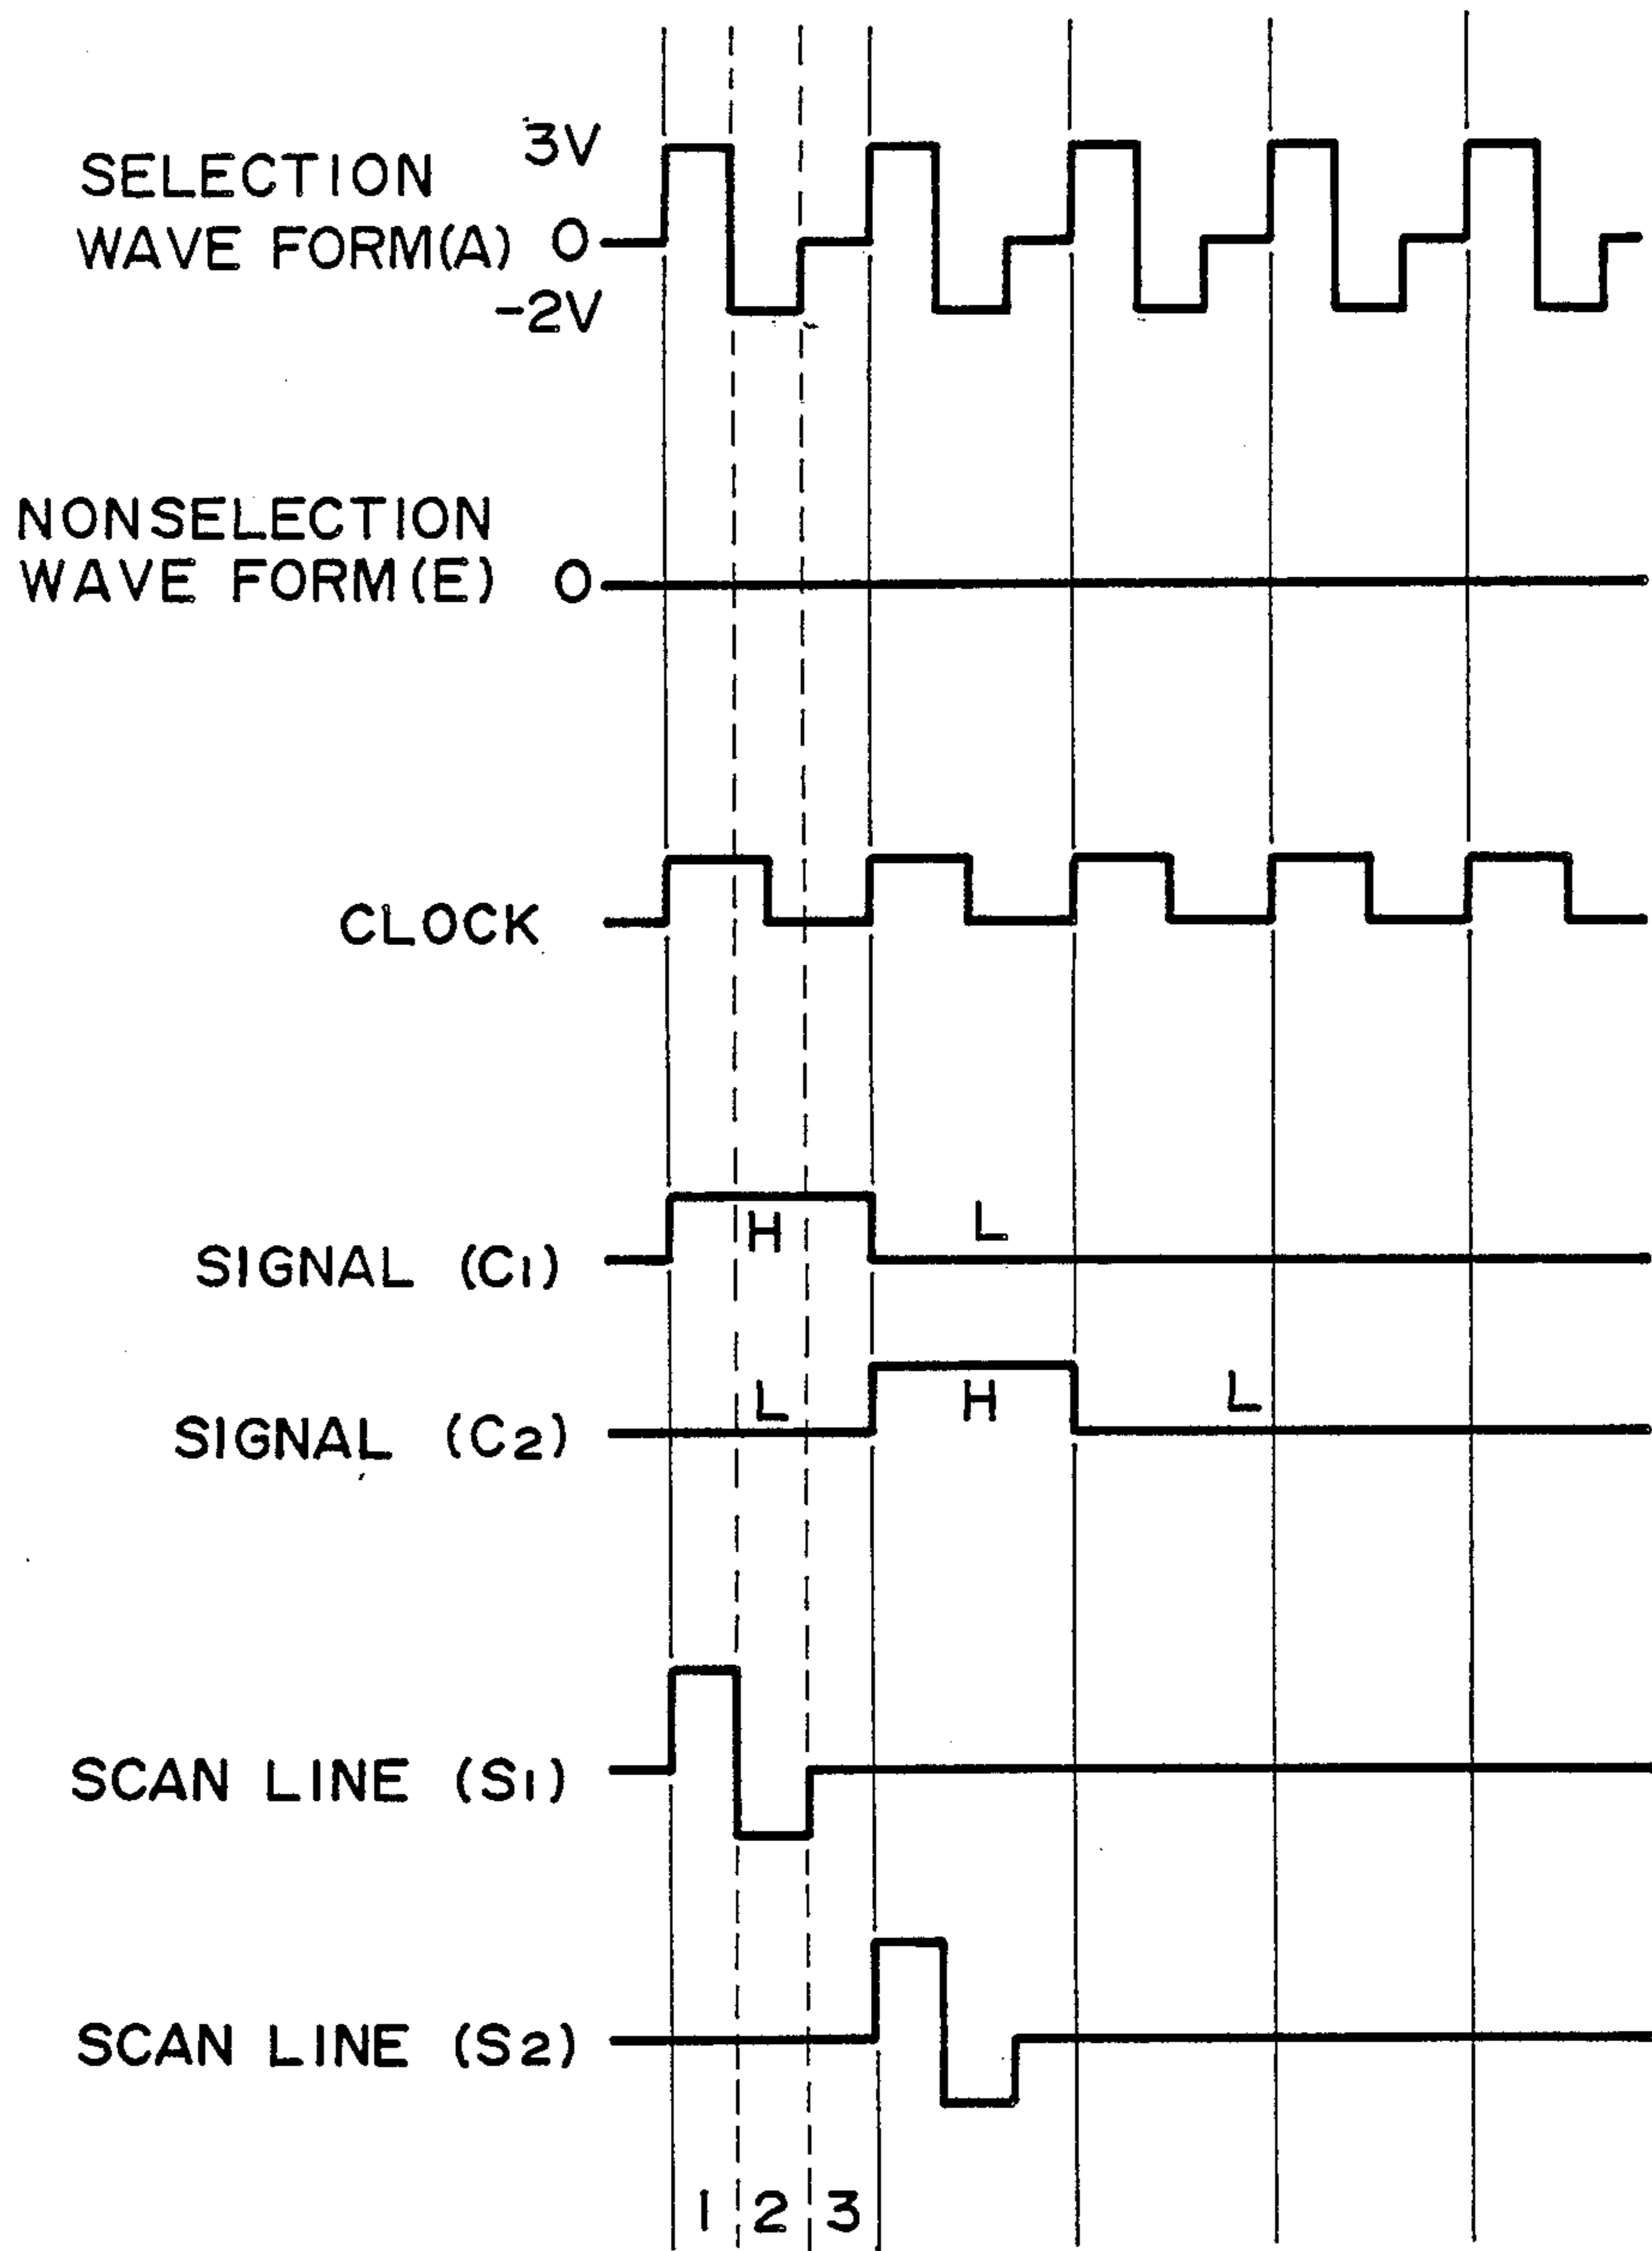 3V
SELECTION
WAVE FORM(A) 0
-2V
NONSELECTION
WAVE FORM(E) 0
CLOCK
H L
SIGNAL (C1)
L H L
SIGNAL (C2)
SCAN LINE (S1)
SCAN LINE (S2)
1 2 3